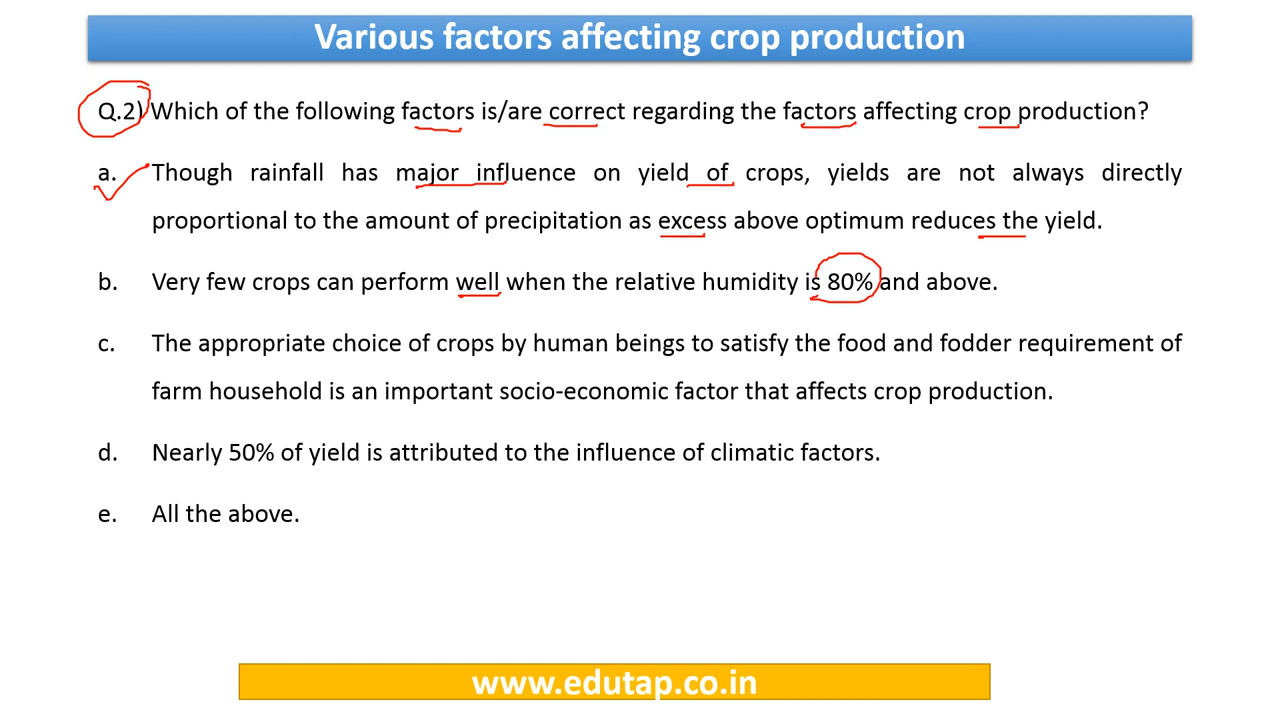 Various factors affecting crop production
Q.2) Which of the following factors is/are correct regarding the factors affecting crop production?
a. Though rainfall has major influence on yield of crops, yields are not always directly
proportional to the amount of precipitation as excess above optimum reduces the yield.
b. Very few crops can perform well when the relative humidity is 80% and above.
c. The appropriate choice of crops by human beings to satisfy the food and fodder requirement of
farm household is an important socio-economic factor that affects crop production.
d. Nearly 50% of yield is attributed to the influence of climatic factors.
e. All the above.
www.edutap.co.in